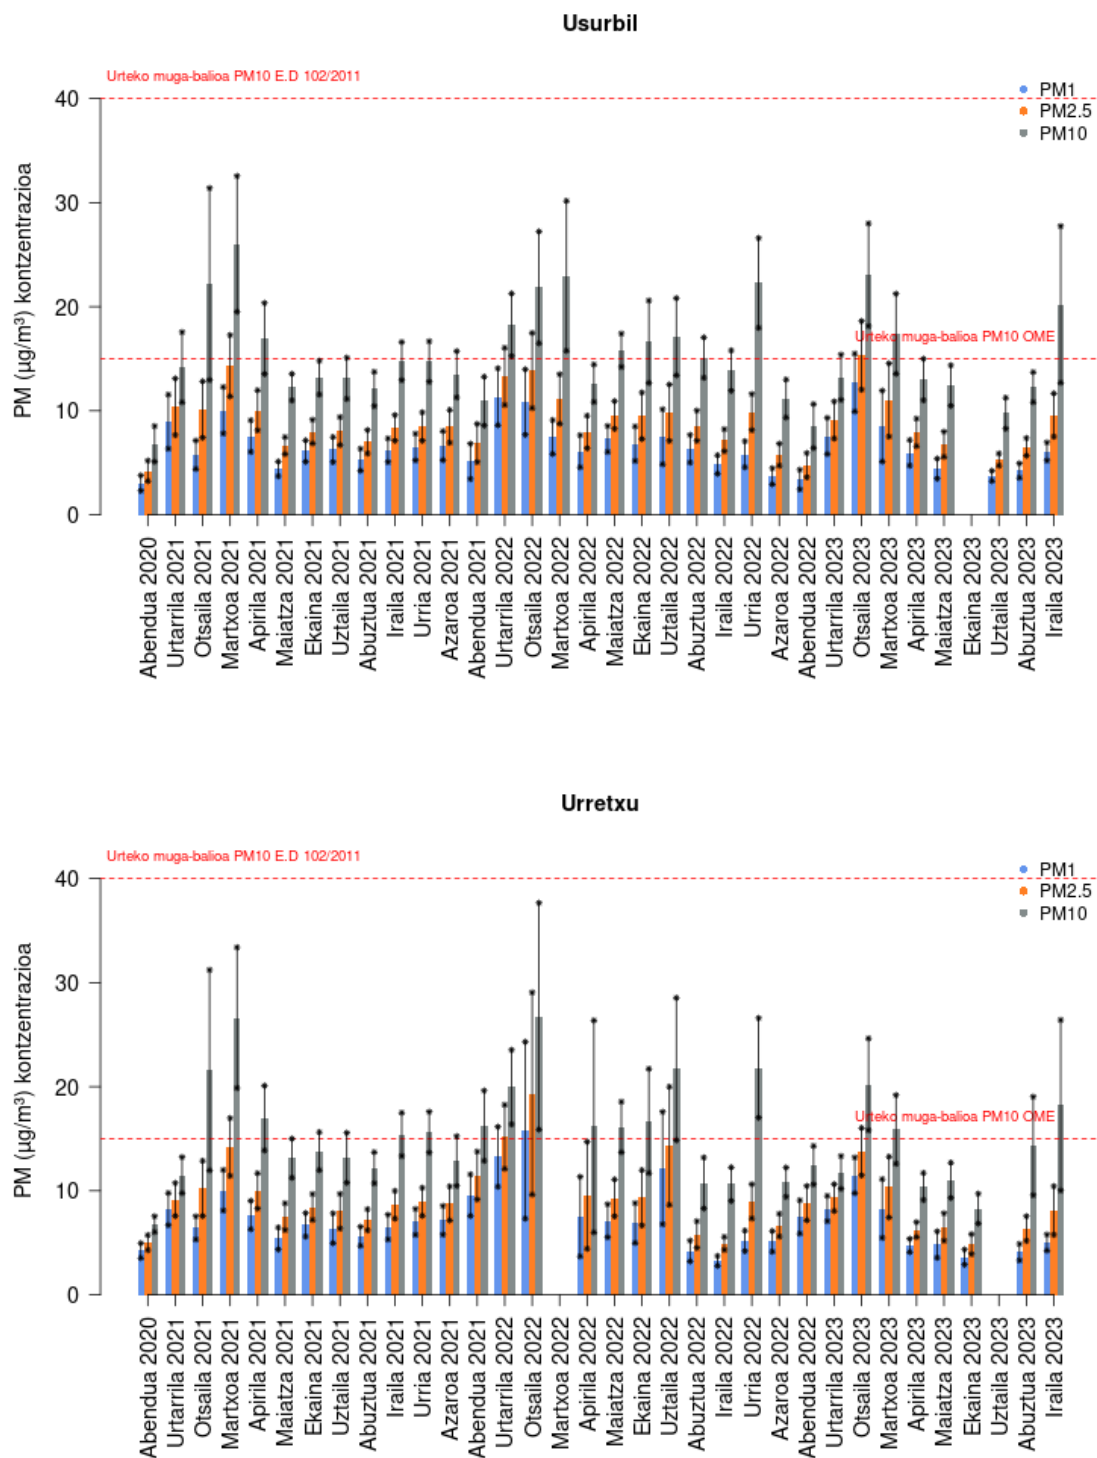 Usurbil
Urteko muga-balioa PM10 E.D 102/2011
PM1
PM2.5
PM10
PM (µg/m³) kontzentrazioa
40
30
20
10
0
Urteko muga-balioa PM10 OME
Abendua 2020
Urtarrila 2021
Otsaila 2021
Martxoa 2021
Apirila 2021
Maiatza 2021
Ekaina 2021
Uztaila 2021
Abuztua 2021
Iraila 2021
Urria 2021
Azaroa 2021
Abendua 2021
Urtarrila 2022
Otsaila 2022
Martxoa 2022
Apirila 2022
Maiatza 2022
Ekaina 2022
Uztaila 2022
Abuztua 2022
Iraila 2022
Urria 2022
Azaroa 2022
Abendua 2022
Urtarrila 2023
Otsaila 2023
Martxoa 2023
Apirila 2023
Maiatza 2023
Ekaina 2023
Uztaila 2023
Abuztua 2023
Iraila 2023
Urretxu
Urteko muga-balioa PM10 E.D 102/2011
PM1
PM2.5
PM10
PM (µg/m³) kontzentrazioa
40
30
20
10
0
Urteko muga-balioa PM10 OME
Abendua 2020
Urtarrila 2021
Otsaila 2021
Martxoa 2021
Apirila 2021
Maiatza 2021
Ekaina 2021
Uztaila 2021
Abuztua 2021
Iraila 2021
Urria 2021
Azaroa 2021
Abendua 2021
Urtarrila 2022
Otsaila 2022
Martxoa 2022
Apirila 2022
Maiatza 2022
Ekaina 2022
Uztaila 2022
Abuztua 2022
Iraila 2022
Urria 2022
Azaroa 2022
Abendua 2022
Urtarrila 2023
Otsaila 2023
Martxoa 2023
Apirila 2023
Maiatza 2023
Ekaina 2023
Uztaila 2023
Abuztua 2023
Iraila 2023